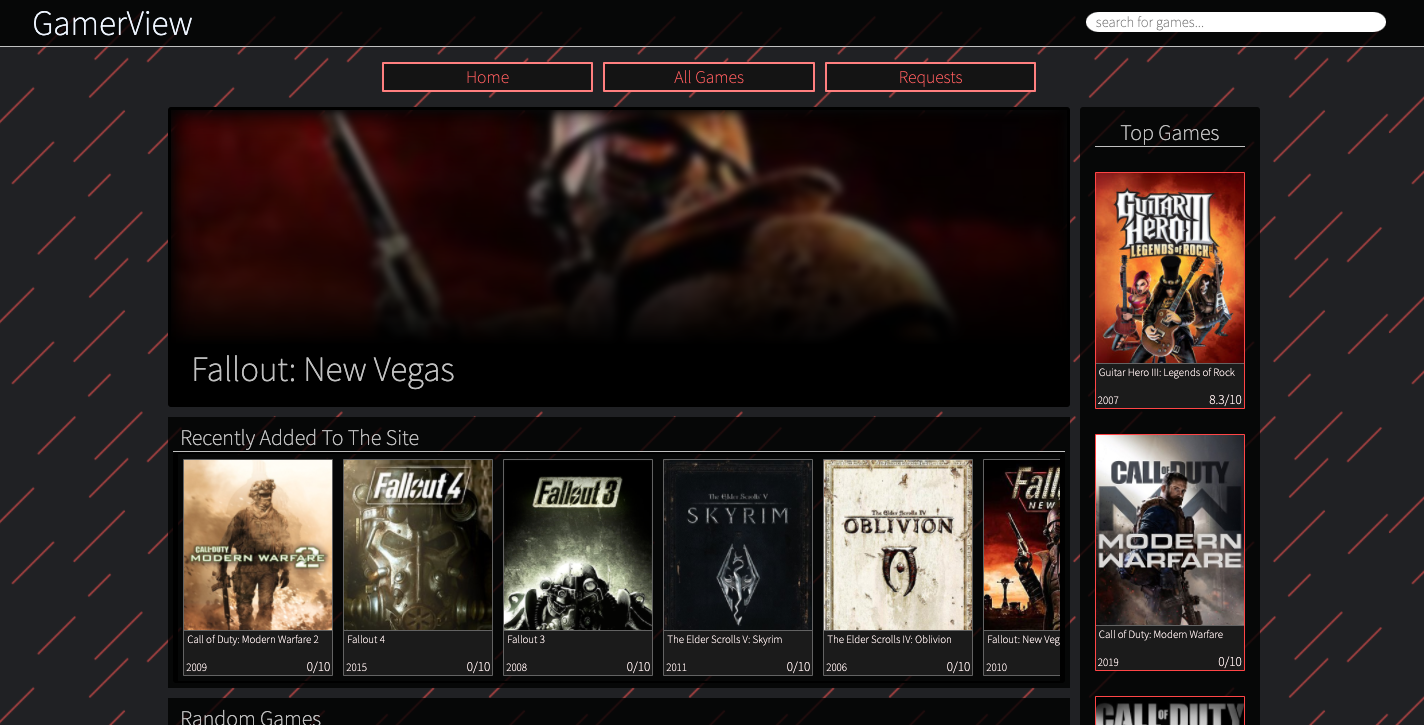 GamerView
search for games...
Home
All Games
Requests
Fallout: New Vegas
Top Games
GUITAR
HERO III
LEGENDS of ROCK
Guitar Hero III: Legends of Rock
2007 8.3/10
CALL OF DUTY
MODERN
WARFARE
Call of Duty: Modern Warfare
2019 0/10
CALL OF DUTY
Recently Added To The Site
CALL OF DUTY
MODERN WARFARE 2
Call of Duty: Modern Warfare 2
2009 0/10
Fallout 4
Fallout 4
2015 0/10
Fallout 3
Fallout 3
2008 0/10
The Elder Scrolls V
SKYRIM
The Elder Scrolls V: Skyrim
2011 0/10
The Elder Scrolls IV
OBLIVION
The Elder Scrolls IV: Oblivion
2006 0/10
Fall
NEW
Fallout: New Veg
2010
Random Games